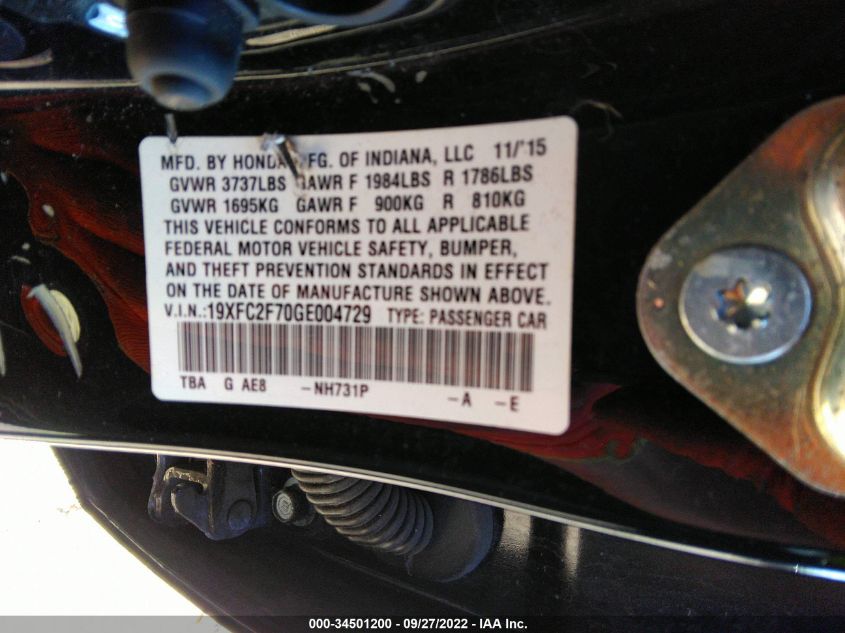 MFD. BY HONDA MFG. OF INDIANA, LLC 11/'15
GVWR 3737LBS GAWR F 1984LBS R 1786LBS
GVWR 1695KG GAWR F 900KG R 810KG
THIS VEHICLE CONFORMS TO ALL APPLICABLE
FEDERAL MOTOR VEHICLE SAFETY, BUMPER,
AND THEFT PREVENTION STANDARDS IN EFFECT
ON THE DATE OF MANUFACTURE SHOWN ABOVE.
V.I.N.:19XFC2F70GE004729 TYPE: PASSENGER CAR
TBA G AE8 -NH731P -A -E
000-34501200 - 09/27/2022 - IAA Inc.